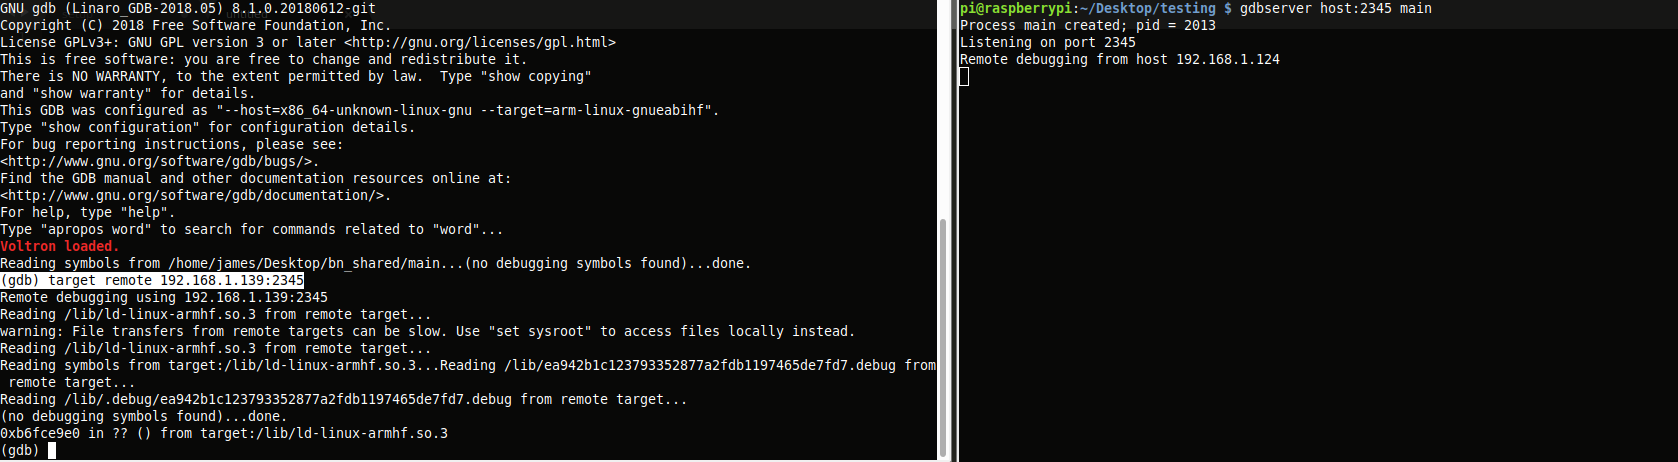 GNU gdb (Linaro_GDB-2018.05) 8.1.0.20180612-git
Copyright (C) 2018 Free Software Foundation, Inc.
License GPLv3+: GNU GPL version 3 or later <http://gnu.org/licenses/gpl.html>
This is free software: you are free to change and redistribute it.
There is NO WARRANTY, to the extent permitted by law.  Type "show copying"
and "show warranty" for details.
This GDB was configured as "--host=x86_64-unknown-linux-gnu --target=arm-linux-gnueabihf".
Type "show configuration" for configuration details.
For bug reporting instructions, please see:
<http://www.gnu.org/software/gdb/bugs/>.
Find the GDB manual and other documentation resources online at:
<http://www.gnu.org/software/gdb/documentation/>.
For help, type "help".
Type "apropos word" to search for commands related to "word"...
Voltron loaded.
Reading symbols from /home/james/Desktop/bn_shared/main...(no debugging symbols found)...done.
(gdb) target remote 192.168.1.139:2345
Remote debugging using 192.168.1.139:2345
Reading /lib/ld-linux-armhf.so.3 from remote target...
warning: File transfers from remote targets can be slow. Use "set sysroot" to access files locally instead.
Reading /lib/ld-linux-armhf.so.3 from remote target...
Reading symbols from target:/lib/ld-linux-armhf.so.3...Reading /lib/ea942b1c123793352877a2fdb1197465de7fd7.debug from
 remote target...
Reading /lib/.debug/ea942b1c123793352877a2fdb1197465de7fd7.debug from remote target...
(no debugging symbols found)...done.
0xb6fce9e0 in ?? () from target:/lib/ld-linux-armhf.so.3
(gdb)
pi@raspberrypi:~/Desktop/testing $ gdbserver host:2345 main
Process main created; pid = 2013
Listening on port 2345
Remote debugging from host 192.168.1.124